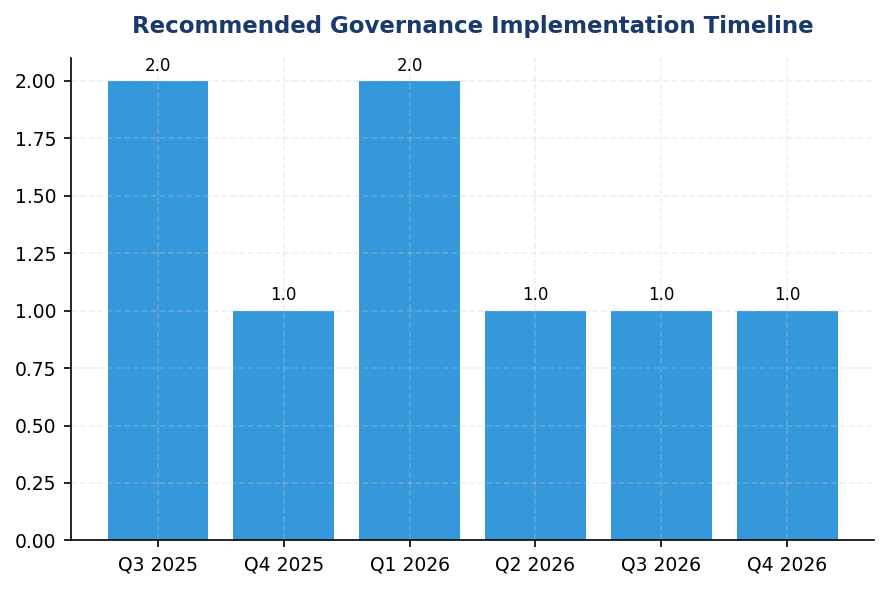 Recommended Governance Implementation Timeline
2.0
2.0
1.0
1.0
1.0
1.0
2.00
1.75
1.50
1.25
1.00
0.75
0.50
0.25
0.00
Q3 2025
Q4 2025
Q1 2026
Q2 2026
Q3 2026
Q4 2026